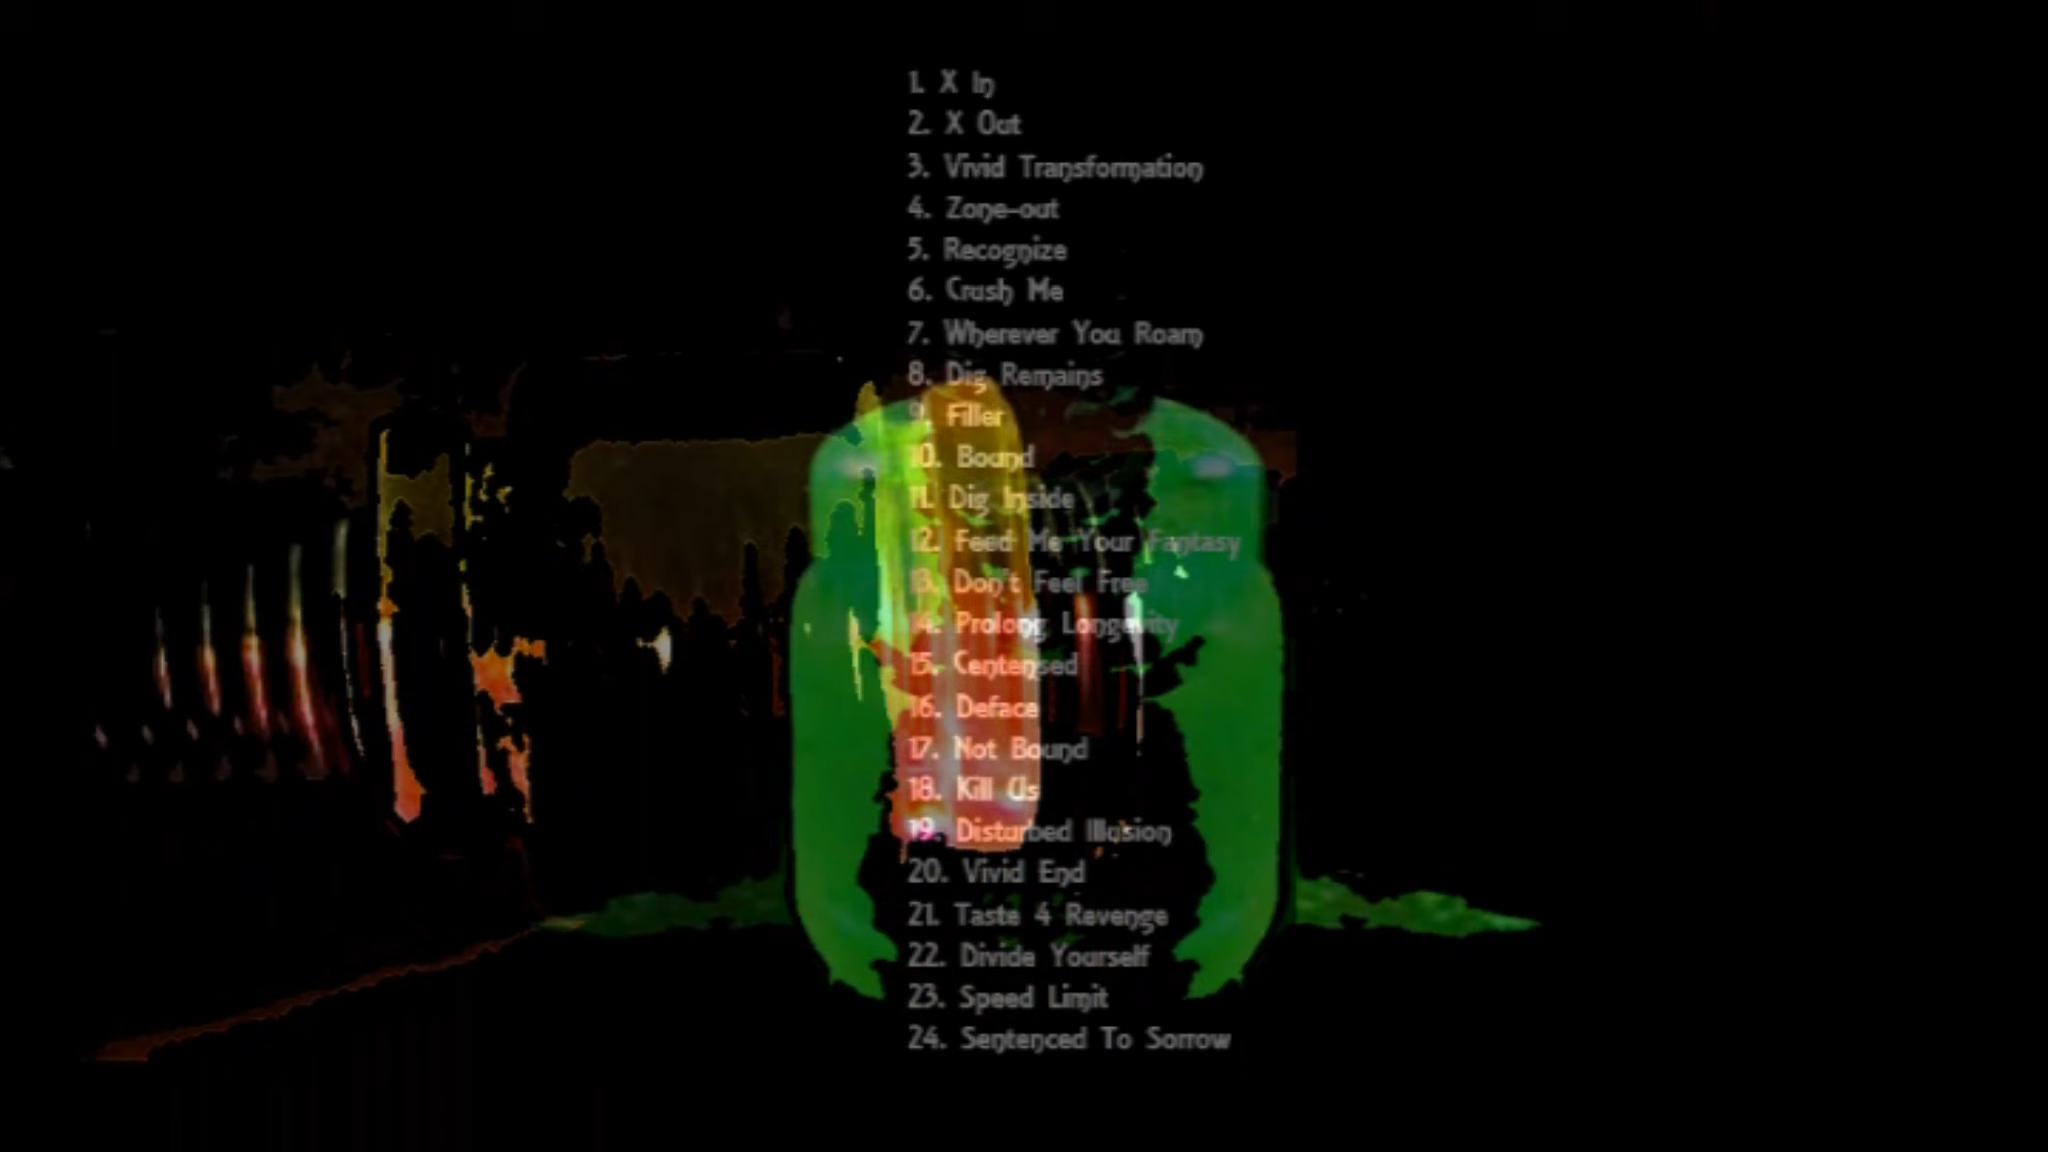 1. X In
2. X Out
3. Vivid Transformation
4. Zone-out
5. Recognize
6. Crush Me
7. Wherever You Roam
8. Dig Remains
9. Filler
10. Bound
11. Dig Inside
12. Feed Me Your Fantasy
13. Don't Feel Free
14. Prolong Longevity
15. Centensed
16. Deface
17. Not Bound
18. Kill Us
19. Disturbed Illusion
20. Vivid End
21. Taste 4 Revenge
22. Divide Yourself
23. Speed Limit
24. Sentenced To Sorrow